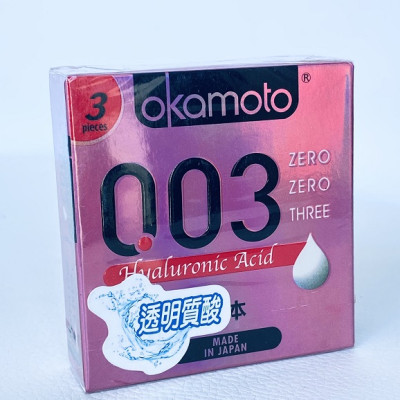 3
pieces
okamoto®
0.03
ZERO
ZERO
THREE
Hyaluronic Acid
透明質酸
本
MADE
IN JAPAN